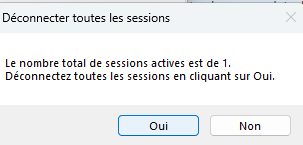 Déconnecter toutes les sessions
Le nombre total de sessions actives est de 1.
Déconnectez toutes les sessions en cliquant sur Oui.
Oui
Non